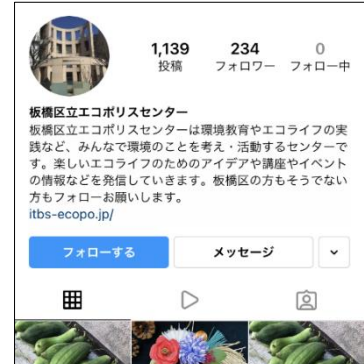 1,139 234 0
投稿 フォロワー フォロー中
板橋区立エコポリスセンター
板橋区立エコポリスセンターは環境教育やエコライフの実
践など、みんなで環境のことを考え・活動するセンターで
す。楽しいエコライフのためのアイデアや講座やイベント
の情報などを発信していきます。板橋区の方もそうでない
方もフォローお願いします。
itbs-ecopo.jp/
フォローする メッセージ